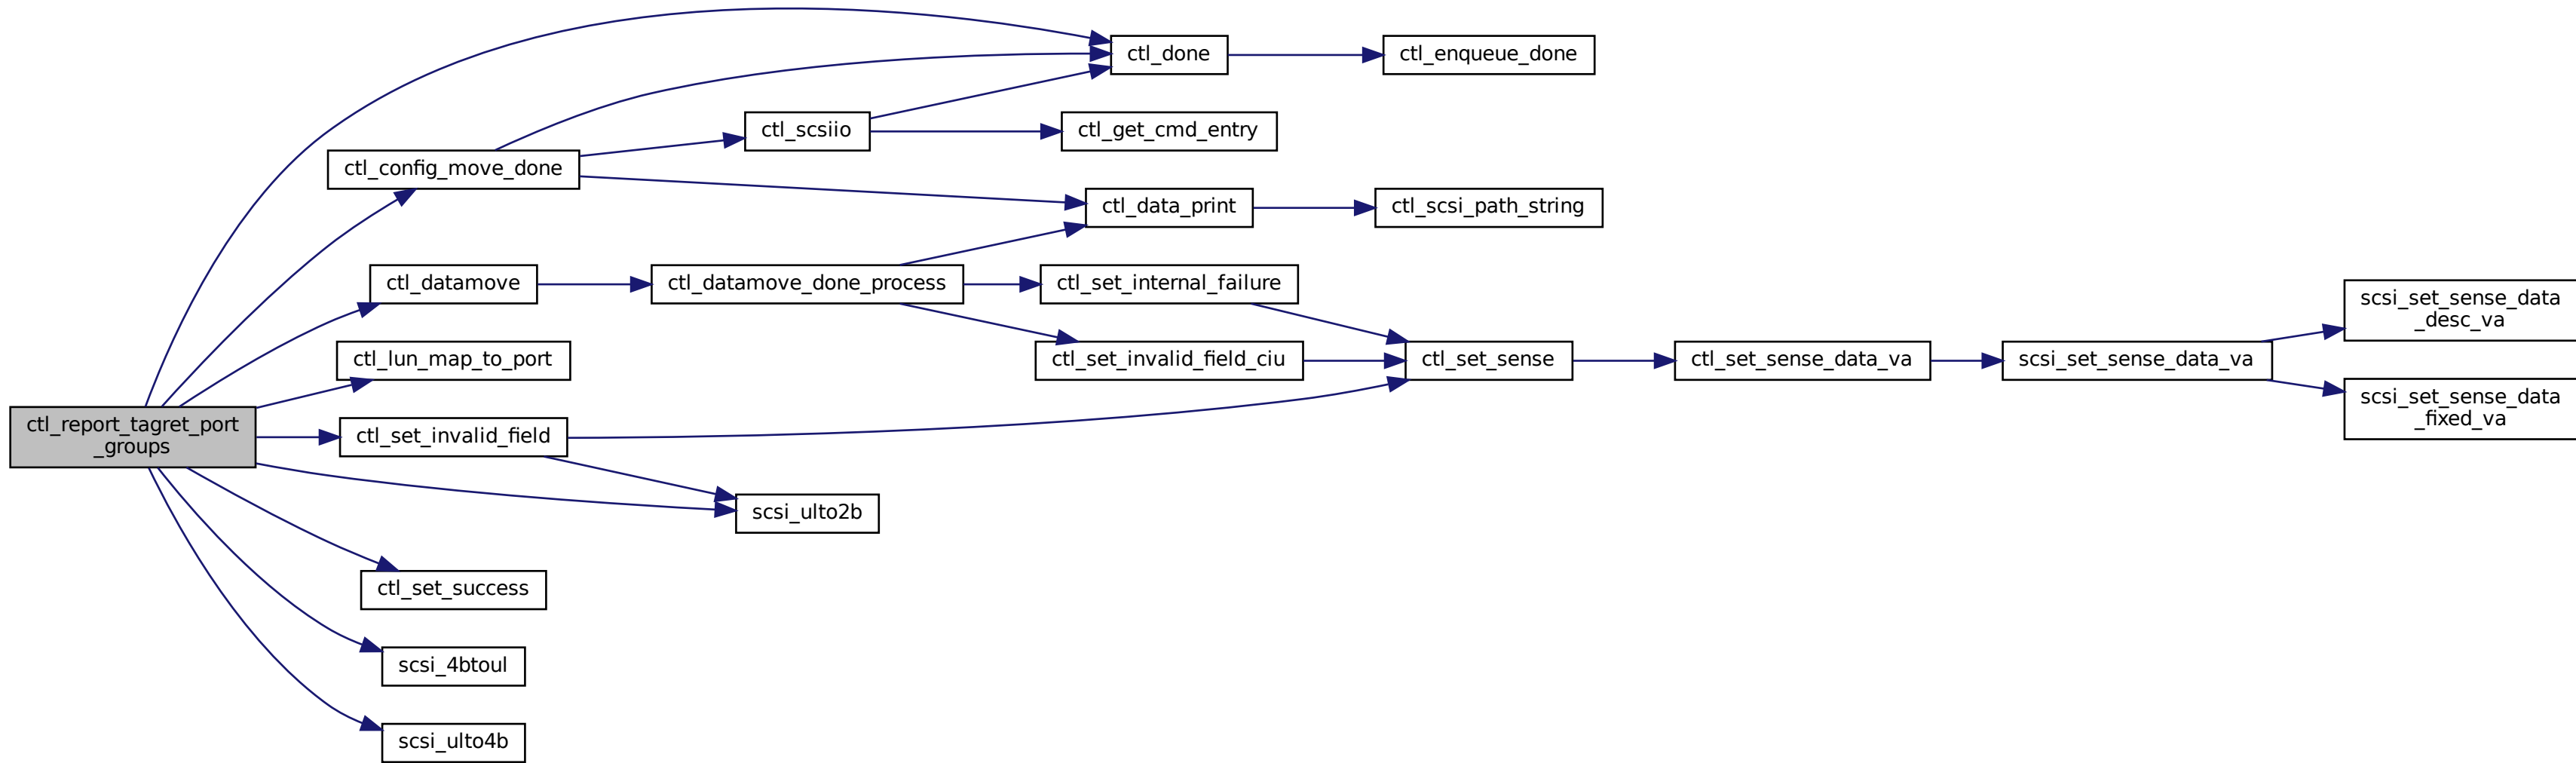 ctl_done
ctl_enqueue_done
ctl_scsiio
ctl_get_cmd_entry
ctl_config_move_done
ctl_data_print
ctl_scsi_path_string
ctl_datamove
ctl_datamove_done_process
ctl_set_internal_failure
scsi_set_sense_data
_desc_va
ctl_lun_map_to_port
ctl_set_invalid_field_ciu
ctl_set_sense
ctl_set_sense_data_va
scsi_set_sense_data_va
scsi_set_sense_data
_fixed_va
ctl_report_tagret_port
_groups
ctl_set_invalid_field
scsi_ulto2b
ctl_set_success
scsi_4btoul
scsi_ulto4b